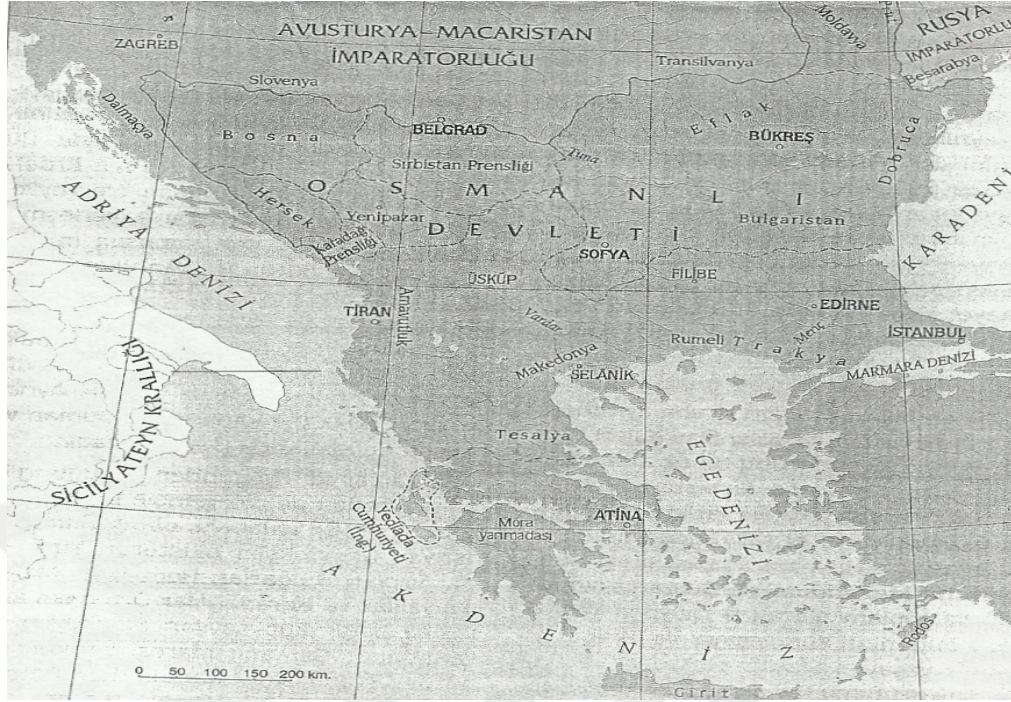 AVUSTURYA–MACARİSTAN
İMPARATORLUĞU
RUSYA
İMPARATORLU
Moldavya
Besarabya
ZAGREB
Slovenya
Transilvanya
Dalmaçya
Bosna
BELGRAD
Eflak
BÜKREŞ
Dobruca
Sırbistan Prensliği
Tuna
OSMANLI
DEVLETİ
ADRİYA
DENİZİ
Hersek
Yenipazar
Karadağ
Prensliği
Bulgaristan
KARADENİ
SOFYA
ÜSKÜP
FİLİBE
TİRAN
Arnavutluk
Vardar
EDİRNE
Meriç
İSTANBUL
Rumeli
Trakya
Makedonya
SELANİK
MARMARA DENİZİ
SİCİLYATEYN KRALLIĞI
Tesalya
EGE DENİZİ
Yediada
Cumhuriyeti
(İng)
Mora
yarımadası
ATİNA
AKDENİZ
Rodos
Girit
0 50 100 150 200 km.